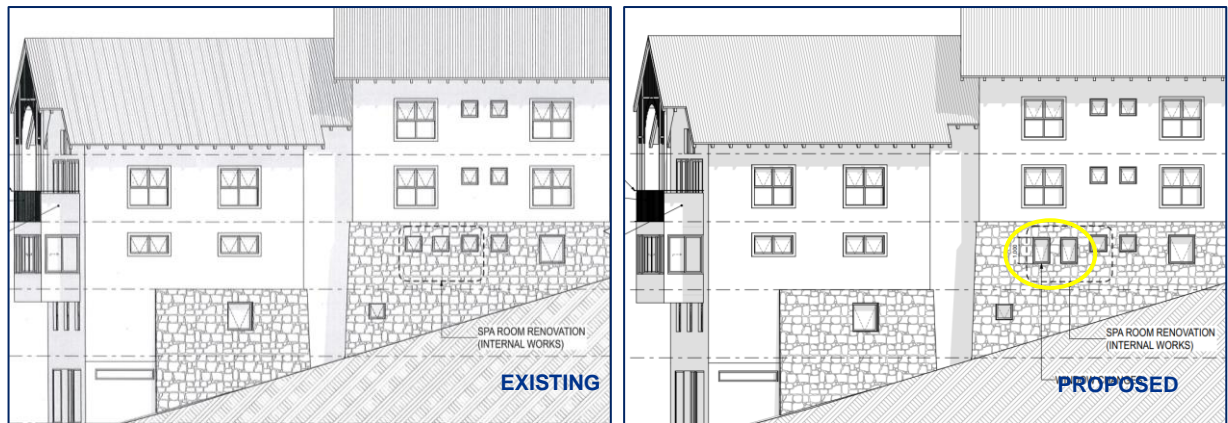 SPA ROOM RENOVATION
(INTERNAL WORKS)
EXISTING
SPA ROOM RENOVATION
(INTERNAL WORKS)
PROPOSED